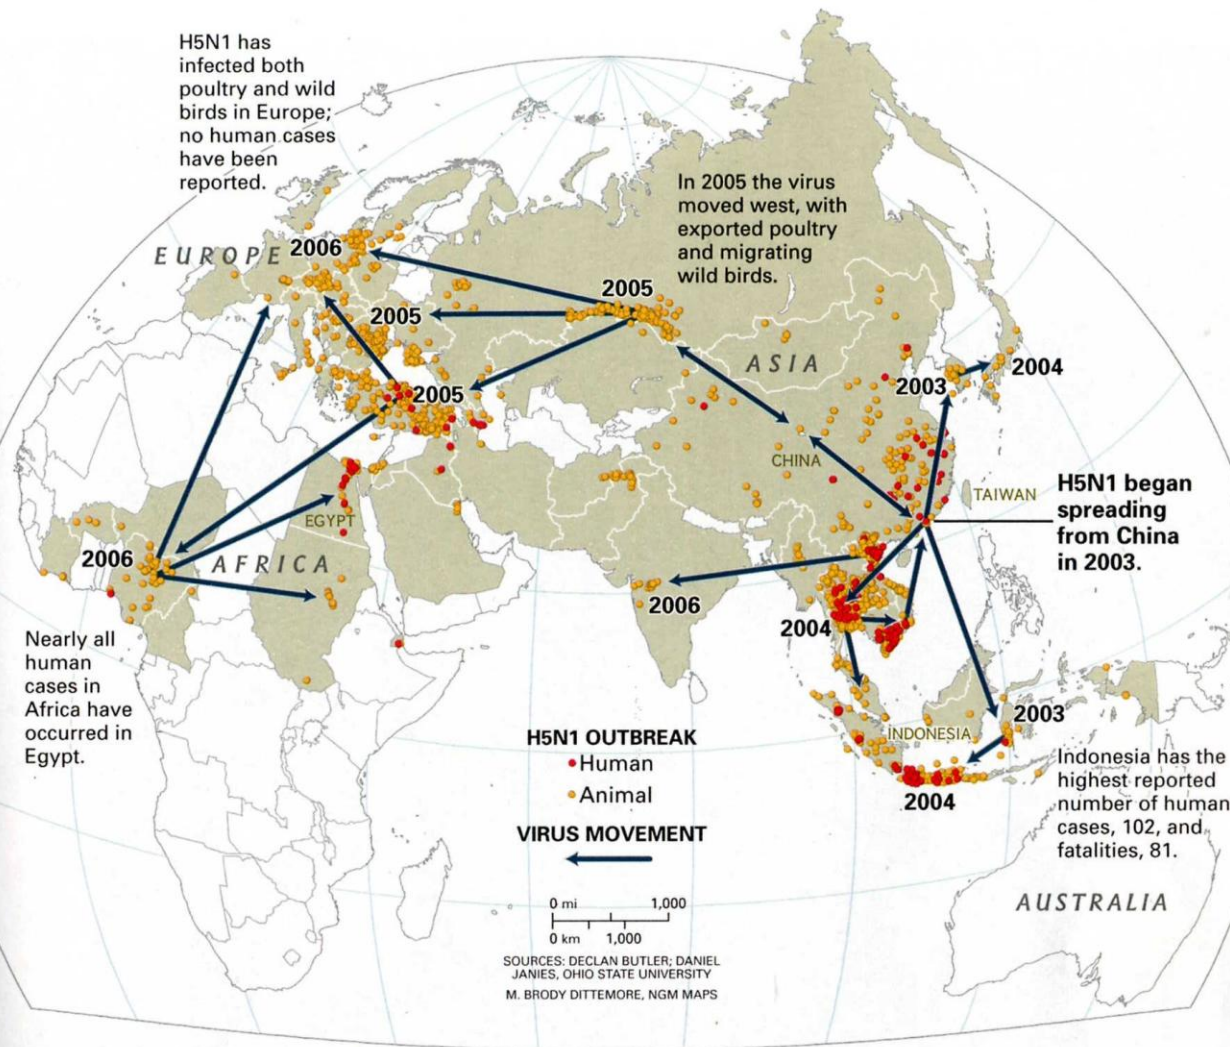 H5N1 has
infected both
poultry and wild
birds in Europe;
no human cases
have been
reported.
In 2005 the virus
moved west, with
exported poultry
and migrating
wild birds.
EUROPE
2006
2005
2005
ASIA
2004
2003
2005
CHINA
TAIWAN
H5N1 began
spreading
from China
in 2003.
EGYPT
2006
AFRICA
2006
2004
Nearly all
human
cases in
Africa have
occurred in
Egypt.
2003
INDONESIA
Indonesia has the
highest reported
number of human
cases, 102, and
fatalities, 81.
2004
H5N1 OUTBREAK
Human
Animal
VIRUS MOVEMENT
0 mi 1,000
0 km 1,000
SOURCES: DECLAN BUTLER; DANIEL
JANIES, OHIO STATE UNIVERSITY
M. BRODY DITTEMORE, NGM MAPS
AUSTRALIA